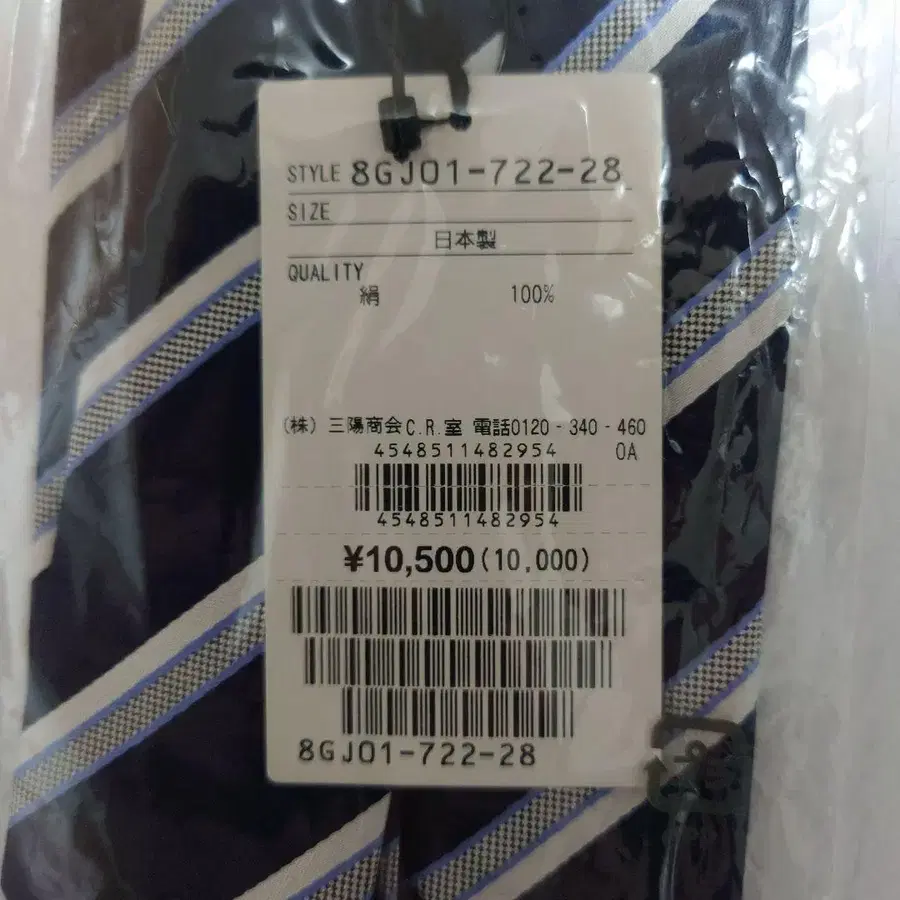 STYLE 8GJ01-722-28
SIZE
日本製
QUALITY
絹 100%
(株) 三陽商会C.R.室 電話0120-340-460
4548511482954 0A
4548511482954
¥10,500(10,000)
8GJ01-722-28